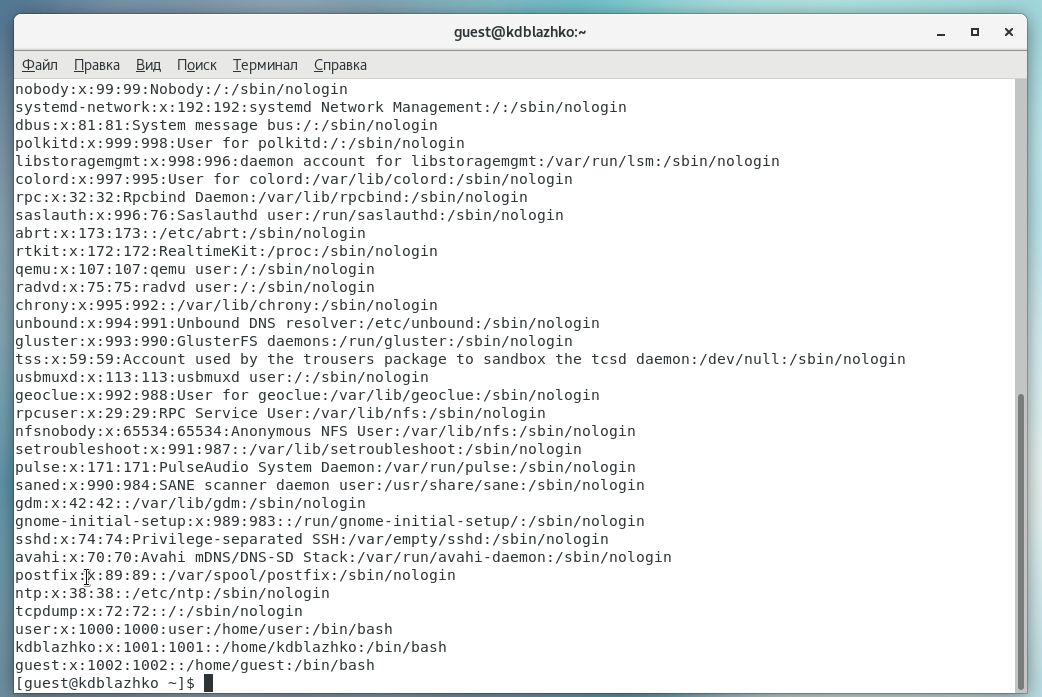 guest@kdblazhko:~
Файл Правка Вид Поиск Терминал Справка
nobody:x:99:99:Nobody:/:/sbin/nologin
systemd-network:x:192:192:systemd Network Management:/:/sbin/nologin
dbus:x:81:81:System message bus:/:/sbin/nologin
polkitd:x:999:998:User for polkitd:/:/sbin/nologin
libstoragemgmt:x:998:996:daemon account for libstoragemgmt:/var/run/lsm:/sbin/nologin
colord:x:997:995:User for colord:/var/lib/colord:/sbin/nologin
rpc:x:32:32:Rpcbind Daemon:/var/lib/rpcbind:/sbin/nologin
saslauth:x:996:76:Saslauthd user:/run/saslauthd:/sbin/nologin
abrt:x:173:173::/etc/abrt:/sbin/nologin
rtkit:x:172:172:RealtimeKit:/proc:/sbin/nologin
qemu:x:107:107:qemu user:/:/sbin/nologin
radvd:x:75:75:radvd user:/:/sbin/nologin
chrony:x:995:992::/var/lib/chrony:/sbin/nologin
unbound:x:994:991:Unbound DNS resolver:/etc/unbound:/sbin/nologin
gluster:x:993:990:GlusterFS daemons:/run/gluster:/sbin/nologin
tss:x:59:59:Account used by the trousers package to sandbox the tcsd daemon:/dev/null:/sbin/nologin
usbmuxd:x:113:113:usbmuxd user:/:/sbin/nologin
geoclue:x:992:988:User for geoclue:/var/lib/geoclue:/sbin/nologin
rpcuser:x:29:29:RPC Service User:/var/lib/nfs:/sbin/nologin
nfsnobody:x:65534:65534:Anonymous NFS User:/var/lib/nfs:/sbin/nologin
setroubleshoot:x:991:987::/var/lib/setroubleshoot:/sbin/nologin
pulse:x:171:171:PulseAudio System Daemon:/var/run/pulse:/sbin/nologin
saned:x:990:984:SANE scanner daemon user:/usr/share/sane:/sbin/nologin
gdm:x:42:42::/var/lib/gdm:/sbin/nologin
gnome-initial-setup:x:989:983::/run/gnome-initial-setup/:/sbin/nologin
sshd:x:74:74:Privilege-separated SSH:/var/empty/sshd:/sbin/nologin
avahi:x:70:70:Avahi mDNS/DNS-SD Stack:/var/run/avahi-daemon:/sbin/nologin
postfix:x:89:89::/var/spool/postfix:/sbin/nologin
ntp:x:38:38::/etc/ntp:/sbin/nologin
tcpdump:x:72:72::/:/sbin/nologin
user:x:1000:1000:user:/home/user:/bin/bash
kdblazhko:x:1001:1001::/home/kdblazhko:/bin/bash
guest:x:1002:1002::/home/guest:/bin/bash
[guest@kdblazhko ~]$